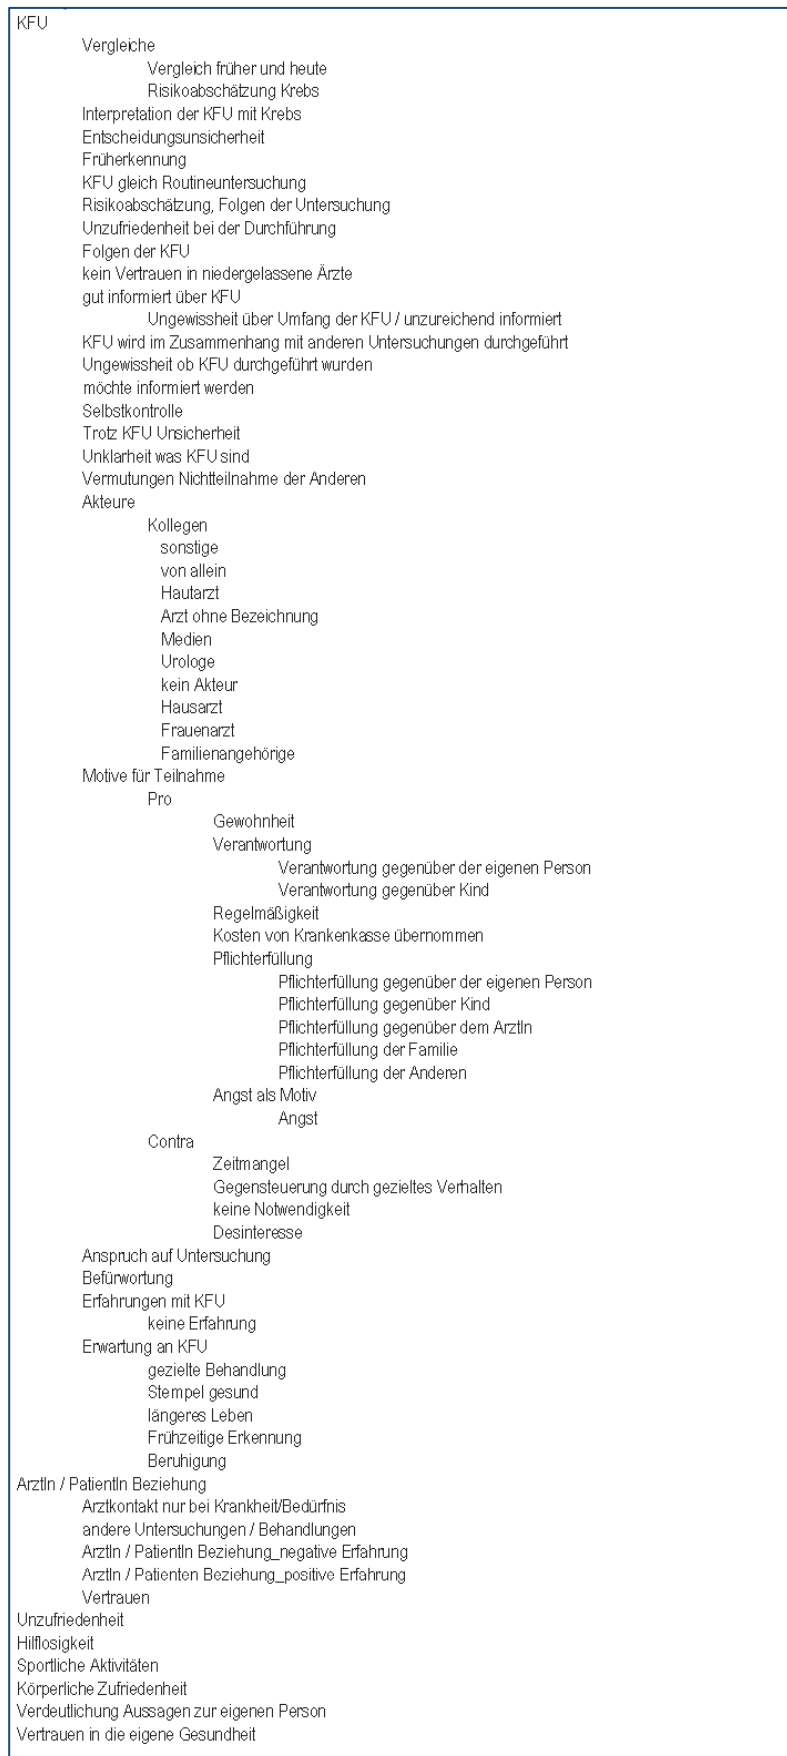 KFU
Vergleiche
Vergleich früher und heute
Risikoabschätzung Krebs
Interpretation der KFU mit Krebs
Entscheidungsunsicherheit
Früherkennung
KFU gleich Routineuntersuchung
Risikoabschätzung, Folgen der Untersuchung
Unzufriedenheit bei der Durchführung
Folgen der KFU
kein Vertrauen in niedergelassene Ärzte
gut informiert über KFU
Ungewissheit über Umfang der KFU / unzureichend informiert
KFU wird im Zusammenhang mit anderen Untersuchungen durchgeführt
Ungewissheit ob KFU durchgeführt wurden
möchte informiert werden
Selbstkontrolle
Trotz KFU Unsicherheit
Unklarheit was KFU sind
Vermutungen Nichtteilnahme der Anderen
Akteure
Kollegen
sonstige
von allein
Hautarzt
Arzt ohne Bezeichnung
Medien
Urologe
kein Akteur
Hausarzt
Frauenarzt
Familienangehörige
Motive für Teilnahme
Pro
Gewohnheit
Verantwortung
Verantwortung gegenüber der eigenen Person
Verantwortung gegenüber Kind
Regelmäßigkeit
Kosten von Krankenkasse übernommen
Pflichterfüllung
Pflichterfüllung gegenüber der eigenen Person
Pflichterfüllung gegenüber Kind
Pflichterfüllung gegenüber dem ArztIn
Pflichterfüllung der Familie
Pflichterfüllung der Anderen
Angst als Motiv
Angst
Contra
Zeitmangel
Gegensteuerung durch gezieltes Verhalten
keine Notwendigkeit
Desinteresse
Anspruch auf Untersuchung
Befürwortung
Erfahrungen mit KFU
keine Erfahrung
Erwartung an KFU
gezielte Behandlung
Stempel gesund
längeres Leben
Frühzeitige Erkennung
Beruhigung
ArztIn / PatientIn Beziehung
Arztkontakt nur bei Krankheit/Bedürfnis
andere Untersuchungen / Behandlungen
ArztIn / PatientIn Beziehung_negative Erfahrung
ArztIn / Patienten Beziehung_positive Erfahrung
Vertrauen
Unzufriedenheit
Hilflosigkeit
Sportliche Aktivitäten
Körperliche Zufriedenheit
Verdeutlichung Aussagen zur eigenen Person
Vertrauen in die eigene Gesundheit